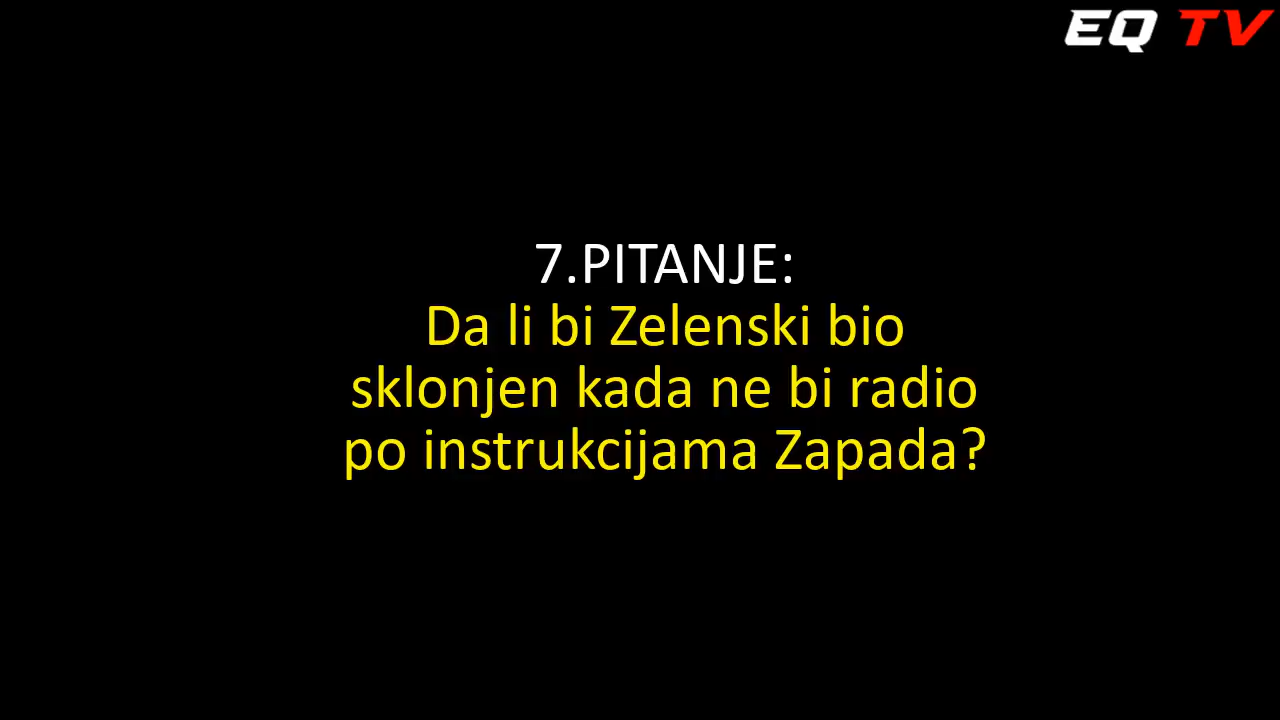 EQ TV
7.PITANJE:
Da li bi Zelenski bio
sklonjen kada ne bi radio
po instrukcijama Zapada?